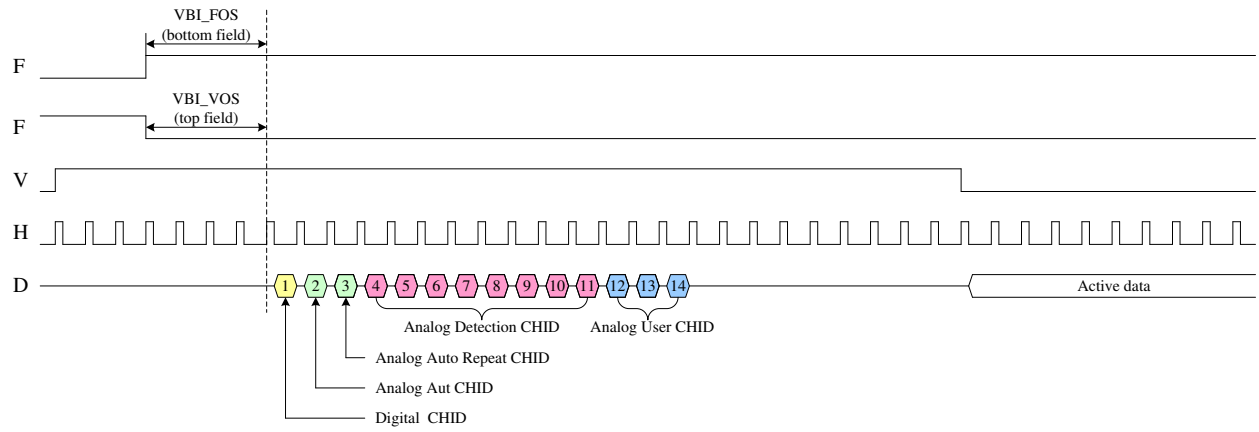 VBI_FOS
(bottom field)
F
VBI_VOS
(top field)
F
V
H
D
1 2 3 4 5 6 7 8 9 10 11 12 13 14
Active data
Analog Detection CHID
Analog User CHID
Analog Auto Repeat CHID
Analog Aut CHID
Digital CHID